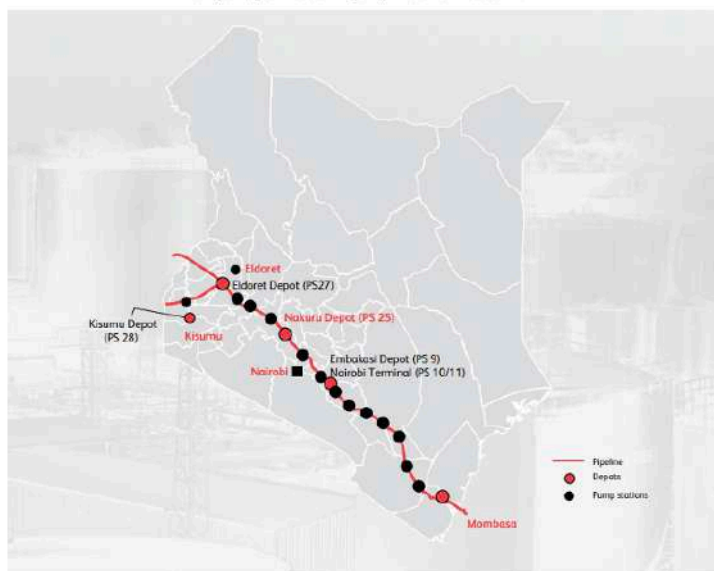 Eldoret
Eldoret Depot (PS27)
Kisumu Depot
(PS 28)
Kisumu
Nakuru Depot (PS 25)
Embakasi Depot (PS 9)
Nairobi Terminal (PS 10/11)
Nairobi
Mombasa
Pipeline
Depots
Pump stations